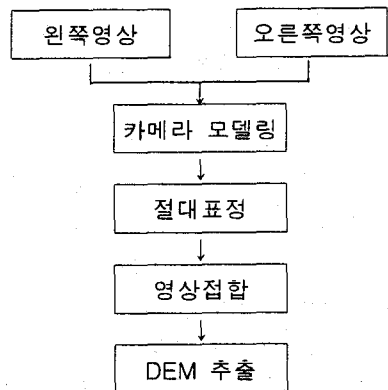 왼쪽영상
오른쪽영상
카메라 모델링
절대표정
영상접합
DEM 추출